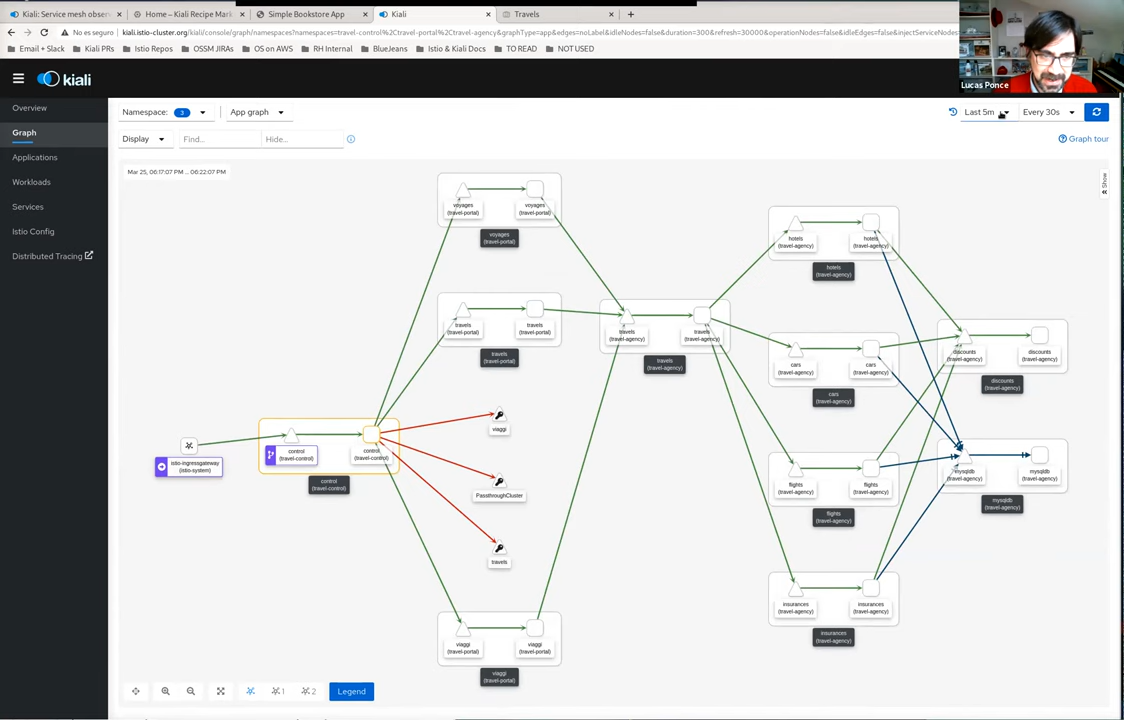 Kiali: Service mesh obser
Home – Kiali Recipe Mark
Simple Bookstore App
Kiali
Travels
No es seguro
kiali.istio-cluster.org/kiali/console/graph/namespaces?namespaces=travel-control%2Ctravel-portal%2Ctravel-agency&graphType=app&edges=noLabel&idleNodes=false&duration=300&refresh=30000&operationNodes=false&idleEdges=false&injectServiceNodes
Email + Slack
Kiali PRs
Istio Repos
OSSM JIRAs
OS on AWS
RH Internal
BlueJeans
Istio & Kiali Docs
TO READ
NOT USED
Lucas Ponce
kiali
Overview
Graph
Applications
Workloads
Services
Istio Config
Distributed Tracing
Namespace: 3
App graph
Last 5m
Every 30s
Display
Find...
Hide...
Graph tour
Mar 25, 06:17:07 PM ... 06:22:07 PM
Show
voyages
(travel-portal)
voyages
(travel-portal)
voyages
(travel-portal)
hotels
(travel-agency)
hotels
(travel-agency)
hotels
(travel-agency)
travels
(travel-portal)
travels
(travel-portal)
travels
(travel-portal)
travels
(travel-agency)
travels
(travel-agency)
travels
(travel-agency)
cars
(travel-agency)
cars
(travel-agency)
cars
(travel-agency)
discounts
(travel-agency)
discounts
(travel-agency)
discounts
(travel-agency)
viaggi
istio-ingressgateway
(istio-system)
control
(travel-control)
control
(travel-control)
control
(travel-control)
PassthroughCluster
travels
flights
(travel-agency)
flights
(travel-agency)
flights
(travel-agency)
mysqldb
(travel-agency)
mysqldb
(travel-agency)
mysqldb
(travel-agency)
insurances
(travel-agency)
insurances
(travel-agency)
insurances
(travel-agency)
viaggi
(travel-portal)
viaggi
(travel-portal)
viaggi
(travel-portal)
1
2
Legend